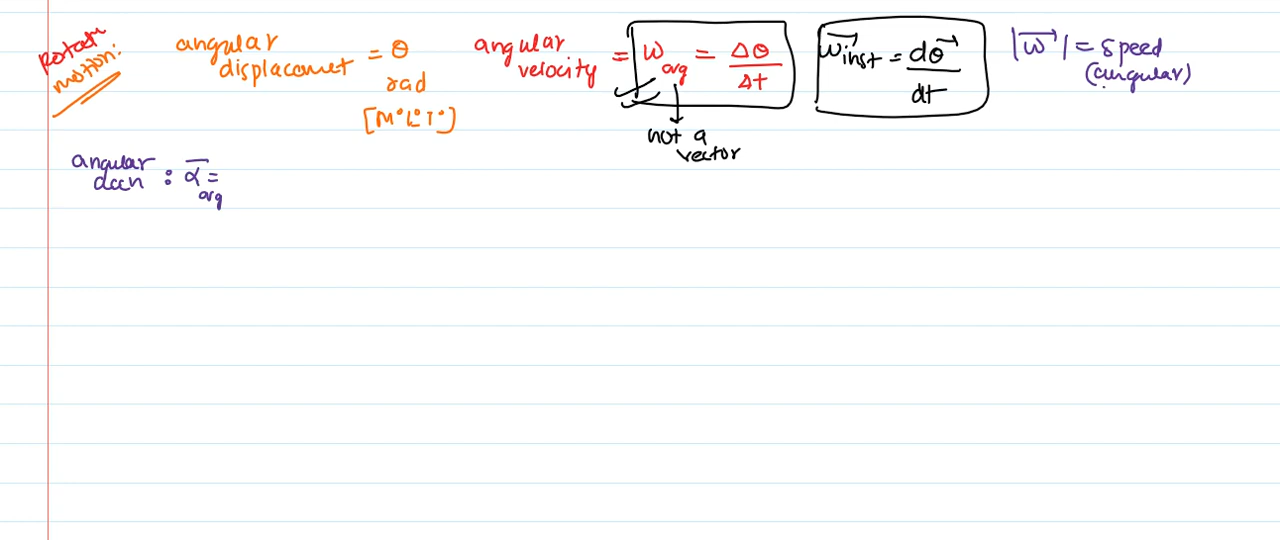 Rotatn motion:
angular displacemet = θ
rad
[M°L°T°]
angular velocity = ω avg = Δθ / Δt
not a vector
ω⃗ inst = dθ⃗ / dt
|ω⃗| = speed (angular)
angular accn : α⃗ avg =